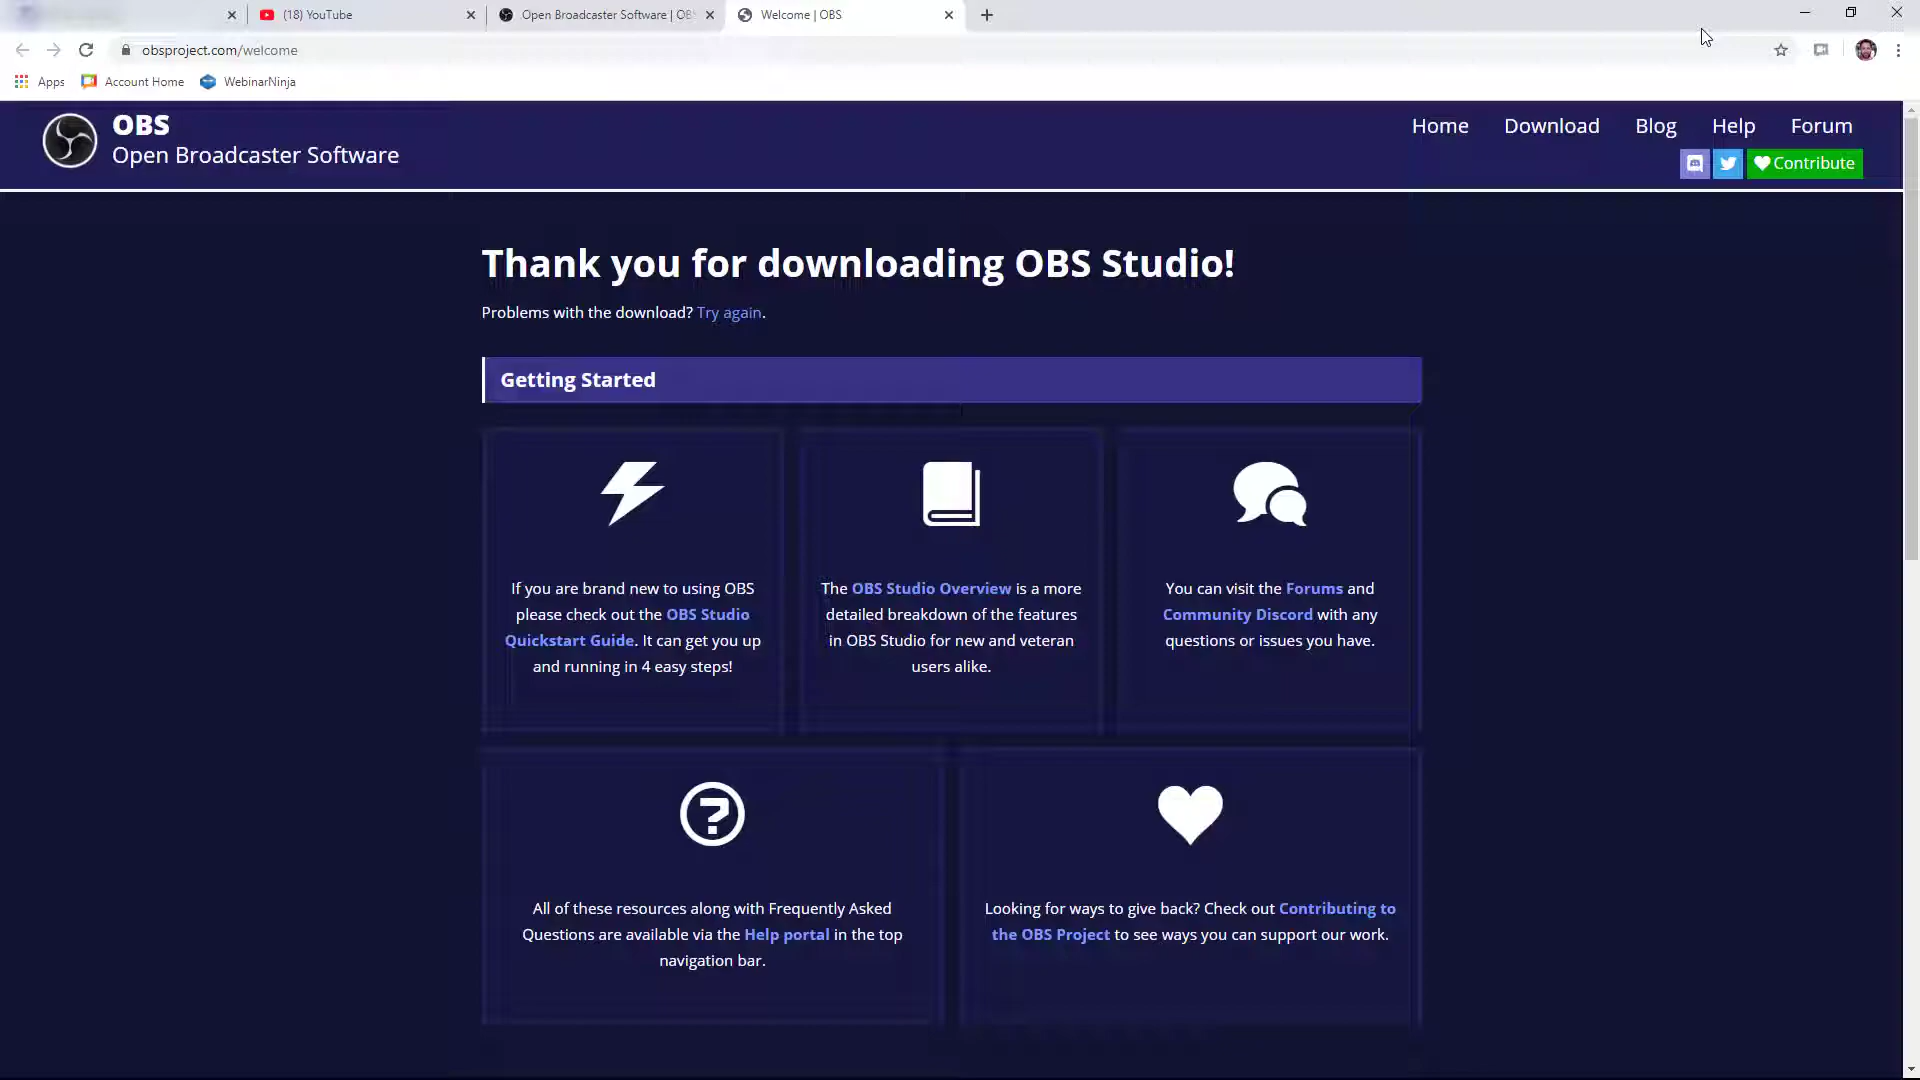 (18) YouTube
Open Broadcaster Software | OBS
Welcome | OBS
obsproject.com/welcome
Apps
Account Home
WebinarNinja
OBS
Open Broadcaster Software
Home
Download
Blog
Help
Forum
Contribute
Thank you for downloading OBS Studio!
Problems with the download? Try again.
Getting Started
If you are brand new to using OBS
please check out the OBS Studio
Quickstart Guide. It can get you up
and running in 4 easy steps!
The OBS Studio Overview is a more
detailed breakdown of the features
in OBS Studio for new and veteran
users alike.
You can visit the Forums and
Community Discord with any
questions or issues you have.
All of these resources along with Frequently Asked
Questions are available via the Help portal in the top
navigation bar.
Looking for ways to give back? Check out Contributing to
the OBS Project to see ways you can support our work.